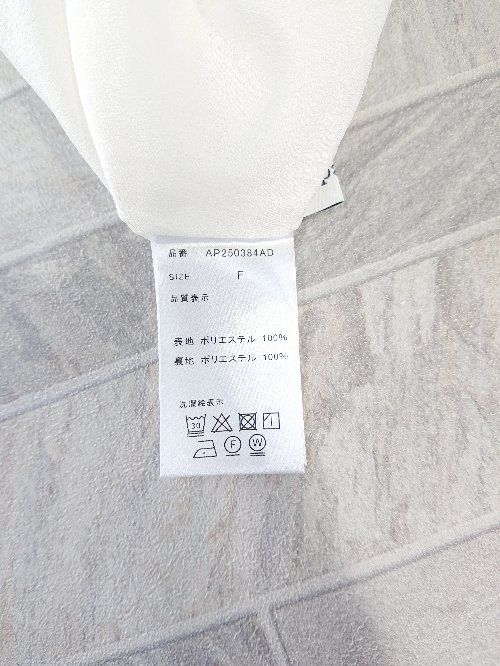 品番 AP250384AD
SIZE F
品質表示
表地 ポリエステル 100%
裏地 ポリエステル 100%
洗濯絵表示
30
F W